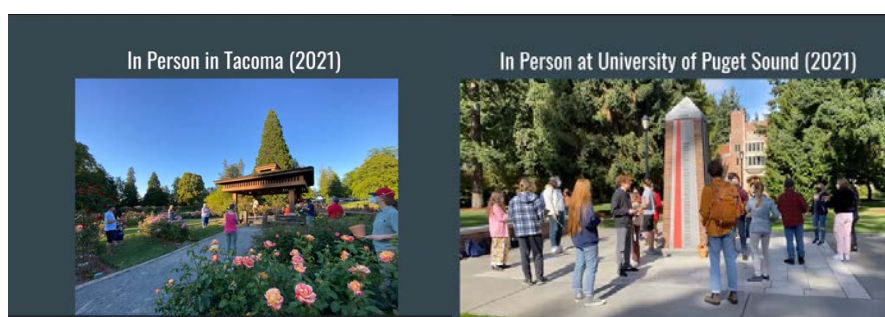 In Person in Tacoma (2021)
In Person at University of Puget Sound (2021)